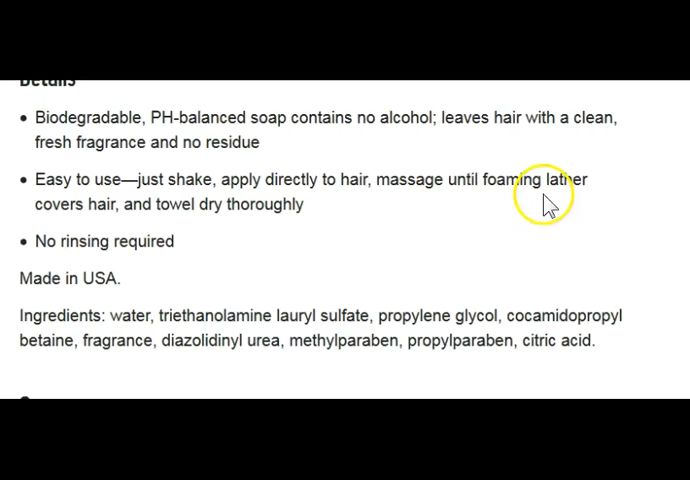 Details
• Biodegradable, PH-balanced soap contains no alcohol; leaves hair with a clean,
fresh fragrance and no residue
• Easy to use—just shake, apply directly to hair, massage until foaming lather
covers hair, and towel dry thoroughly
• No rinsing required
Made in USA.
Ingredients: water, triethanolamine lauryl sulfate, propylene glycol, cocamidopropyl
betaine, fragrance, diazolidinyl urea, methylparaben, propylparaben, citric acid.